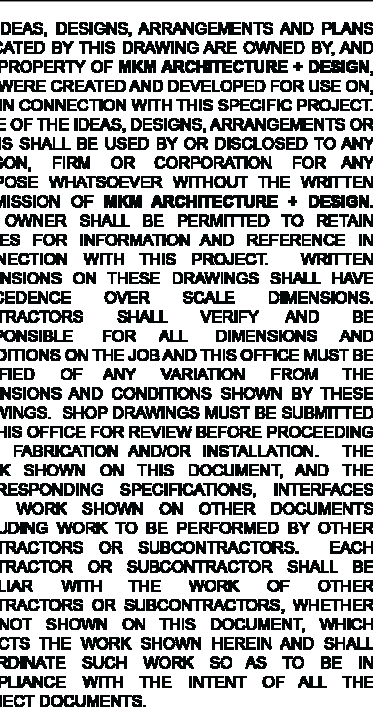 IDEAS, DESIGNS, ARRANGEMENTS AND PLANS
CATED BY THIS DRAWING ARE OWNED BY, AND
PROPERTY OF MKM ARCHITECTURE + DESIGN,
WERE CREATED AND DEVELOPED FOR USE ON,
IN CONNECTION WITH THIS SPECIFIC PROJECT.
E OF THE IDEAS, DESIGNS, ARRANGEMENTS OR
NS SHALL BE USED BY OR DISCLOSED TO ANY
SON, FIRM OR CORPORATION FOR ANY
POSE WHATSOEVER WITHOUT THE WRITTEN
MISSION OF MKM ARCHITECTURE + DESIGN.
OWNER SHALL BE PERMITTED TO RETAIN
IES FOR INFORMATION AND REFERENCE IN
NECTION WITH THIS PROJECT. WRITTEN
ENSIONS ON THESE DRAWINGS SHALL HAVE
CEDENCE OVER SCALE DIMENSIONS.
TRACTORS SHALL VERIFY AND BE
PONSIBLE FOR ALL DIMENSIONS AND
DITIONS ON THE JOB AND THIS OFFICE MUST BE
FIED OF ANY VARIATION FROM THE
ENSIONS AND CONDITIONS SHOWN BY THESE
WINGS. SHOP DRAWINGS MUST BE SUBMITTED
HIS OFFICE FOR REVIEW BEFORE PROCEEDING
FABRICATION AND/OR INSTALLATION. THE
K SHOWN ON THIS DOCUMENT, AND THE
RESPONDING SPECIFICATIONS, INTERFACES
WORK SHOWN ON OTHER DOCUMENTS
UDING WORK TO BE PERFORMED BY OTHER
TRACTORS OR SUBCONTRACTORS. EACH
TRACTOR OR SUBCONTRACTOR SHALL BE
LIAR WITH THE WORK OF OTHER
TRACTORS OR SUBCONTRACTORS, WHETHER
NOT SHOWN ON THIS DOCUMENT, WHICH
CTS THE WORK SHOWN HEREIN AND SHALL
RDINATE SUCH WORK SO AS TO BE IN
PLIANCE WITH THE INTENT OF ALL THE
JECT DOCUMENTS.